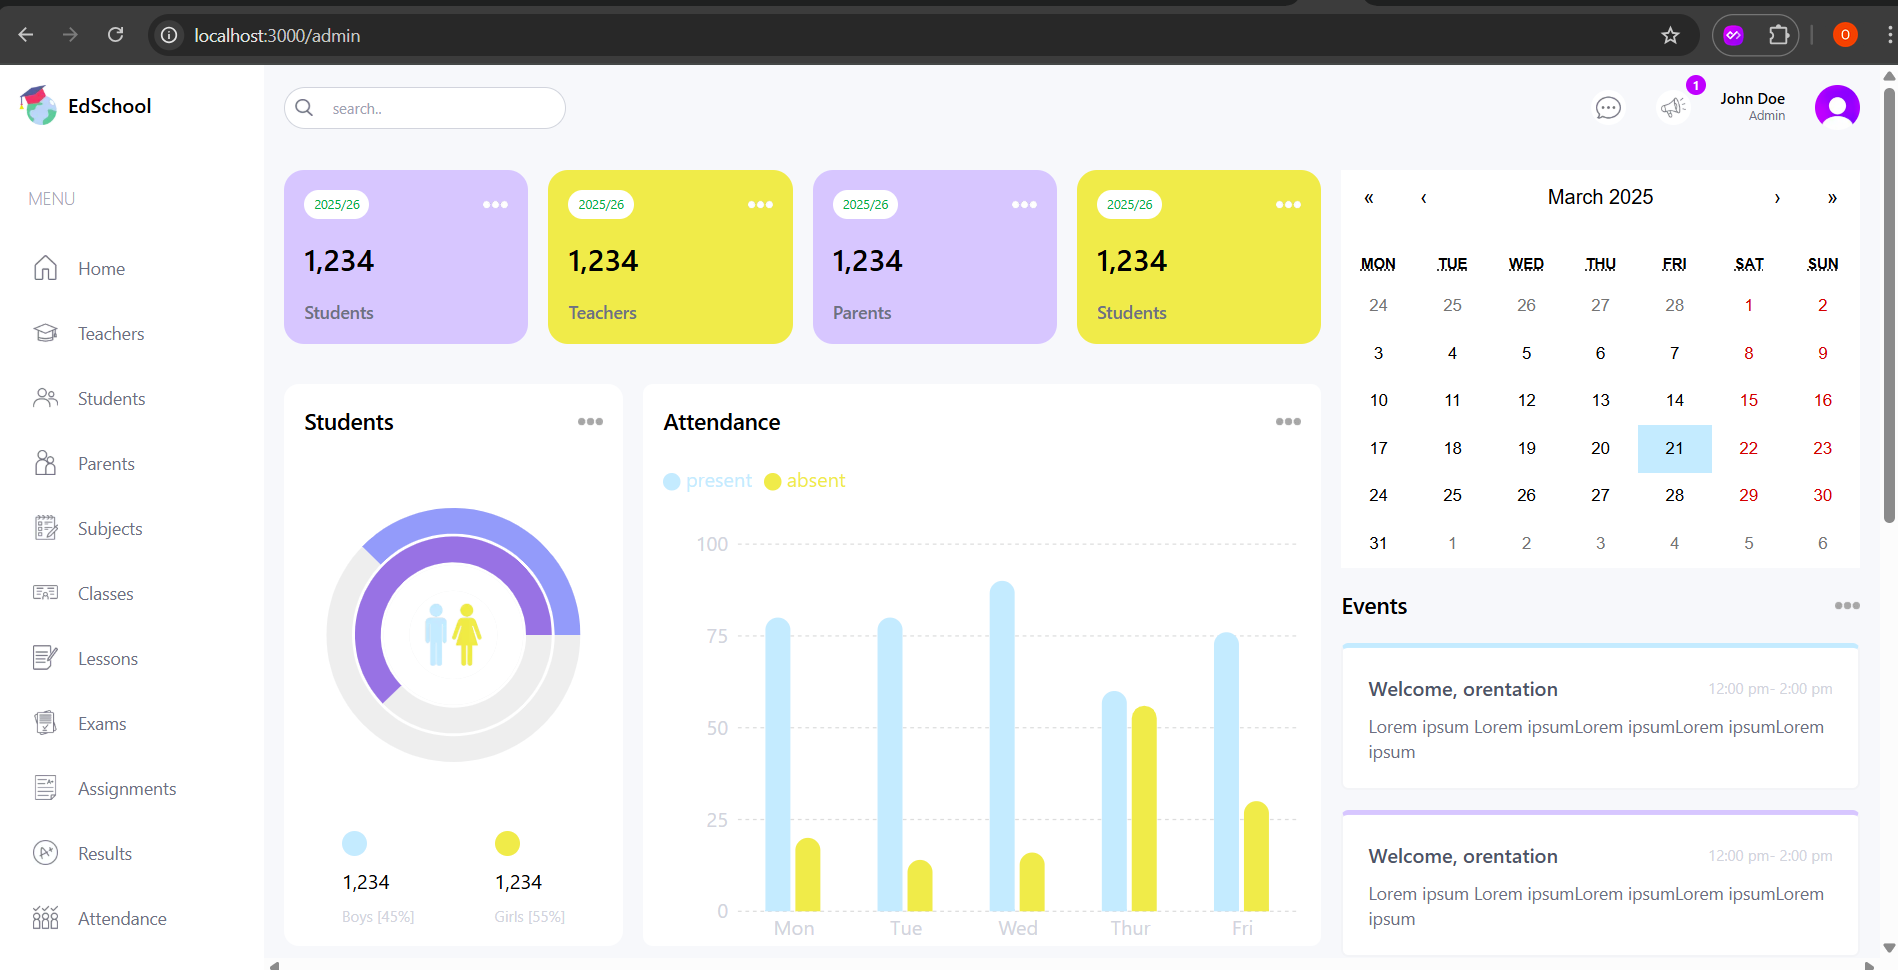 localhost:3000/admin
O
EdSchool
search..
1
John Doe
Admin
MENU
Home
Teachers
Students
Parents
Subjects
Classes
Lessons
Exams
Assignments
Results
Attendance
2025/26
1,234
Students
2025/26
1,234
Teachers
2025/26
1,234
Parents
2025/26
1,234
Students
Students
1,234
Boys [45%]
1,234
Girls [55%]
Attendance
present absent
100
75
50
25
0
Mon Tue Wed Thur Fri
« ‹ March 2025 › »
MON TUE WED THU FRI SAT SUN
24 25 26 27 28 1 2
3 4 5 6 7 8 9
10 11 12 13 14 15 16
17 18 19 20 21 22 23
24 25 26 27 28 29 30
31 1 2 3 4 5 6
Events
Welcome, orentation 12:00 pm- 2:00 pm
Lorem ipsum Lorem ipsumLorem ipsumLorem ipsumLorem
ipsum
Welcome, orentation 12:00 pm- 2:00 pm
Lorem ipsum Lorem ipsumLorem ipsumLorem ipsumLorem
ipsum